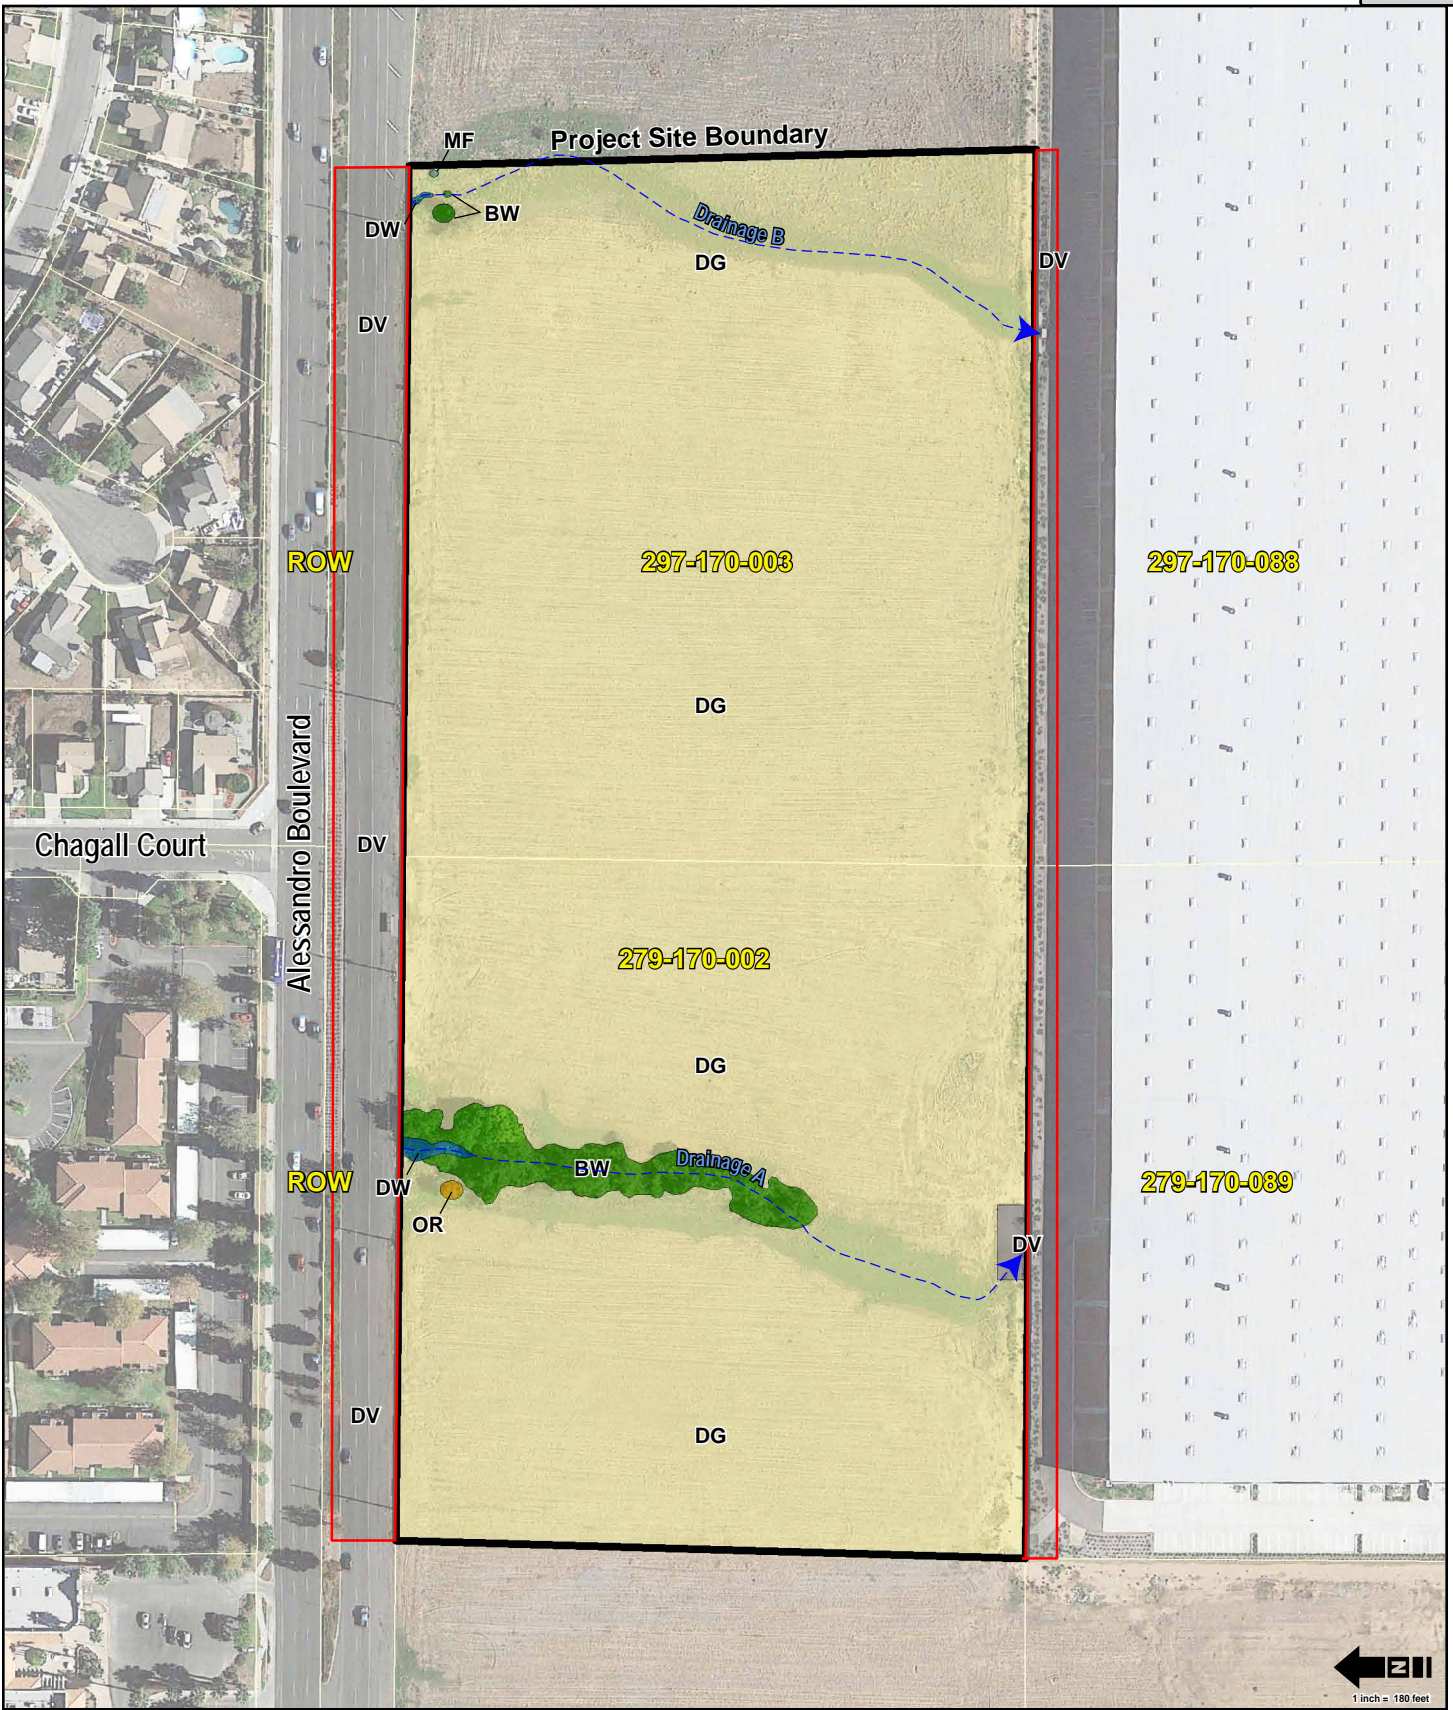 MF
Project Site Boundary
BW
DW
Drainage B
DG
DV
DV
ROW
297-170-003
297-170-088
DG
Alessandro Boulevard
Chagall Court
DV
279-170-002
DG
BW
Drainage A
ROW
DW
279-170-089
OR
DV
DV
DG
N
1 inch = 180 feet